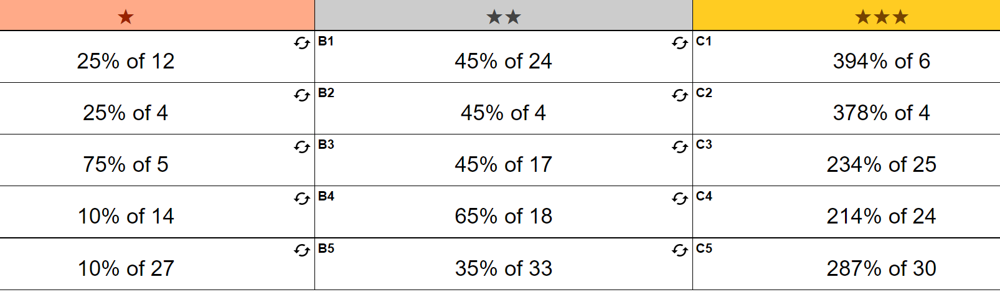 ★ ★★ ★★★
25% of 12 B1 45% of 24 C1 394% of 6
25% of 4 B2 45% of 4 C2 378% of 4
75% of 5 B3 45% of 17 C3 234% of 25
10% of 14 B4 65% of 18 C4 214% of 24
10% of 27 B5 35% of 33 C5 287% of 30